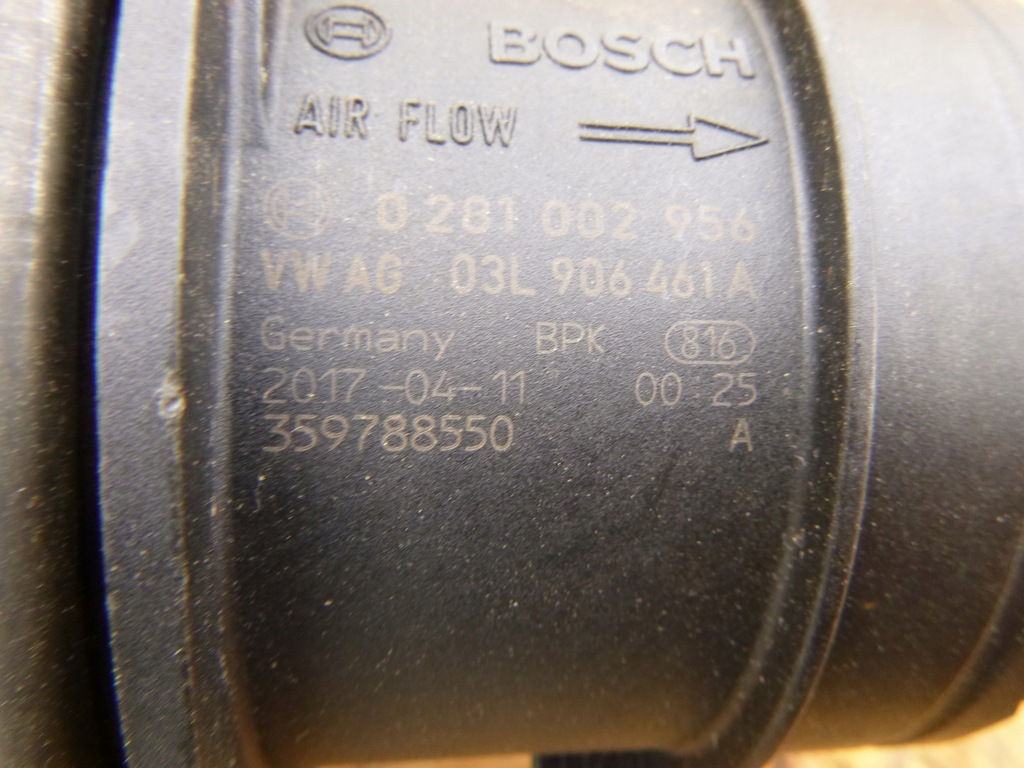 BOSCH
AIR FLOW
0 281 002 956
VW AG 03L 906 461 A
Germany BPK 816
2017-04-11 00:25
359788550 A